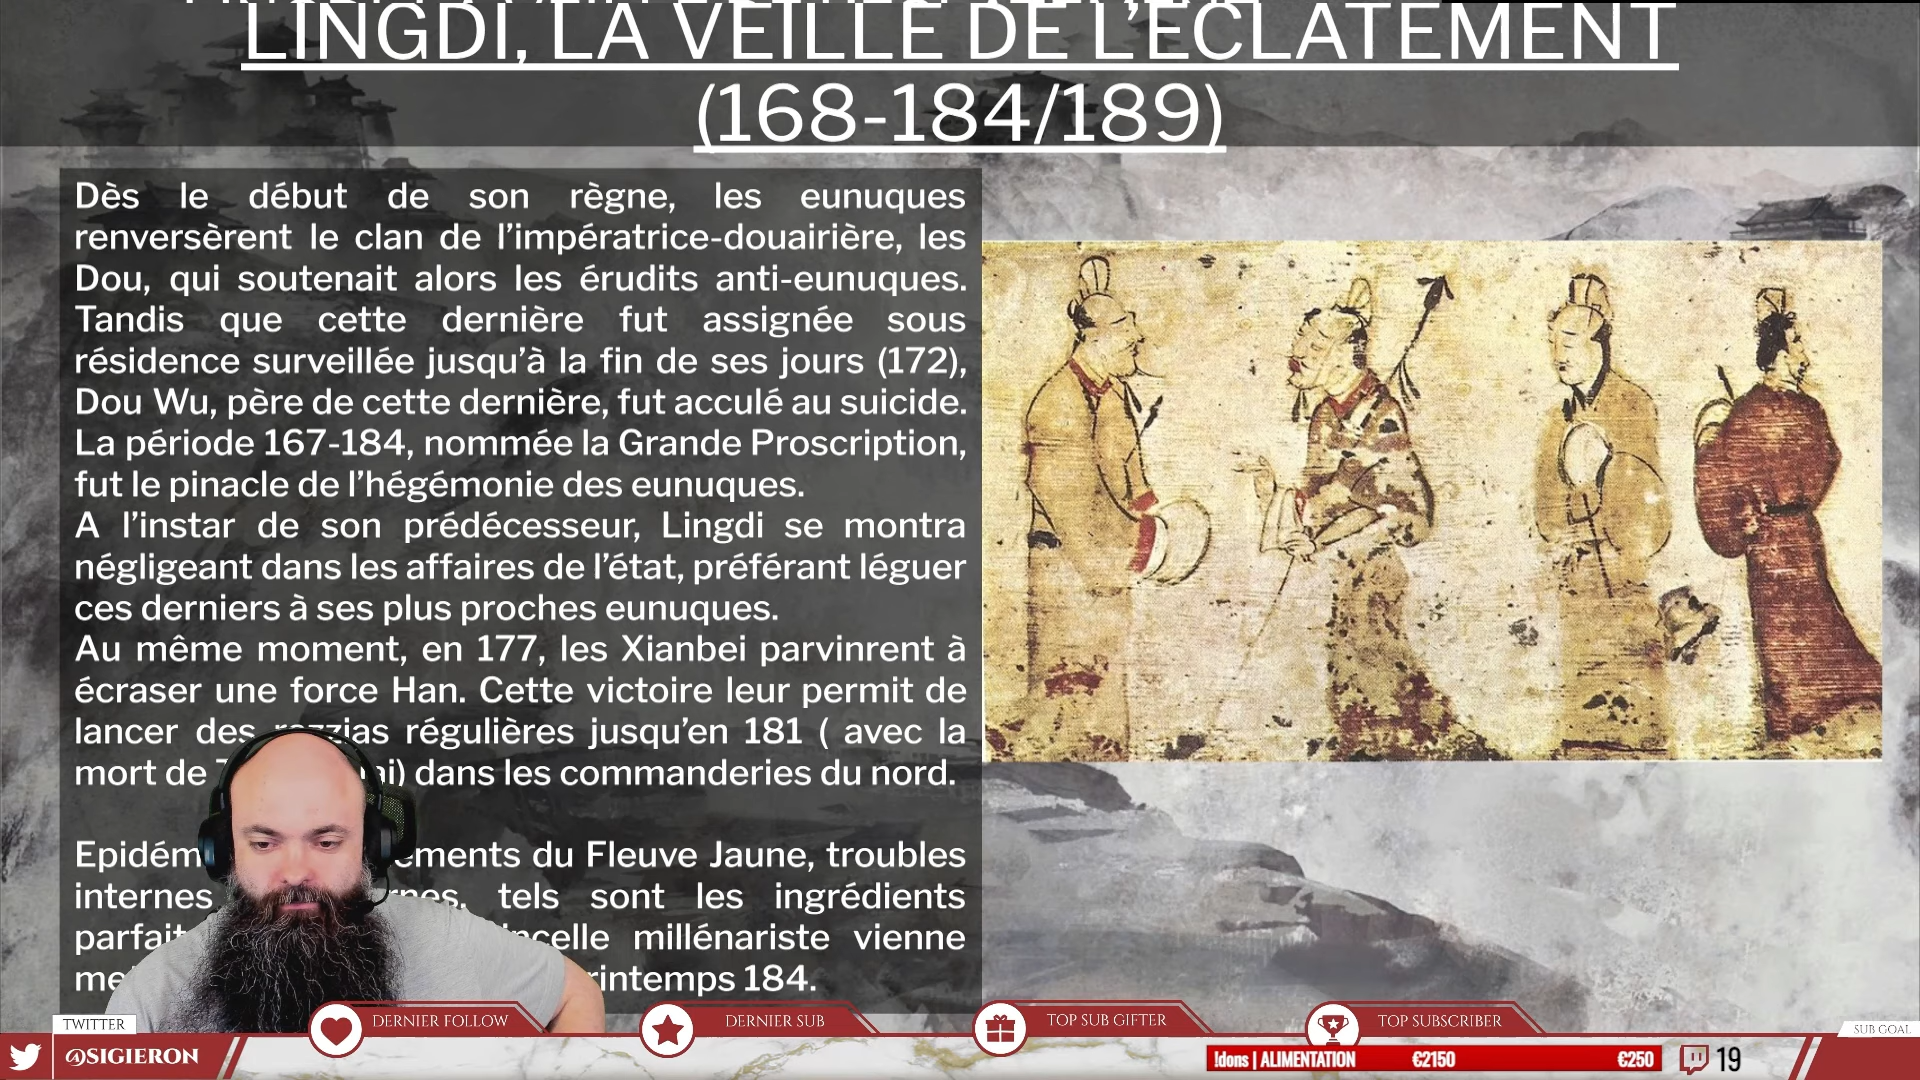 LINGDI, LA VEILLE DE L'ECLATEMENT
(168-184/189)
Dès le début de son règne, les eunuques
renversèrent le clan de l'impératrice-douairière, les
Dou, qui soutenait alors les érudits anti-eunuques.
Tandis que cette dernière fut assignée sous
résidence surveillée jusqu'à la fin de ses jours (172),
Dou Wu, père de cette dernière, fut acculé au suicide.
La période 167-184, nommée la Grande Proscription,
fut le pinacle de l'hégémonie des eunuques.
A l'instar de son prédécesseur, Lingdi se montra
négligeant dans les affaires de l'état, préférant léguer
ces derniers à ses plus proches eunuques.
Au même moment, en 177, les Xianbei parvinrent à
écraser une force Han. Cette victoire leur permit de
lancer des razzias régulières jusqu'en 181 ( avec la
mort de ai) dans les commanderies du nord.
Epidém ements du Fleuve Jaune, troubles
internes rnes, tels sont les ingrédients
parfait incelle millénariste vienne
me rintemps 184.
TWITTER
@SIGIERON
DERNIER FOLLOW
DERNIER SUB
TOP SUB GIFTER
TOP SUBSCRIBER
SUB GOAL
!dons | ALIMENTATION €2150 €250
19